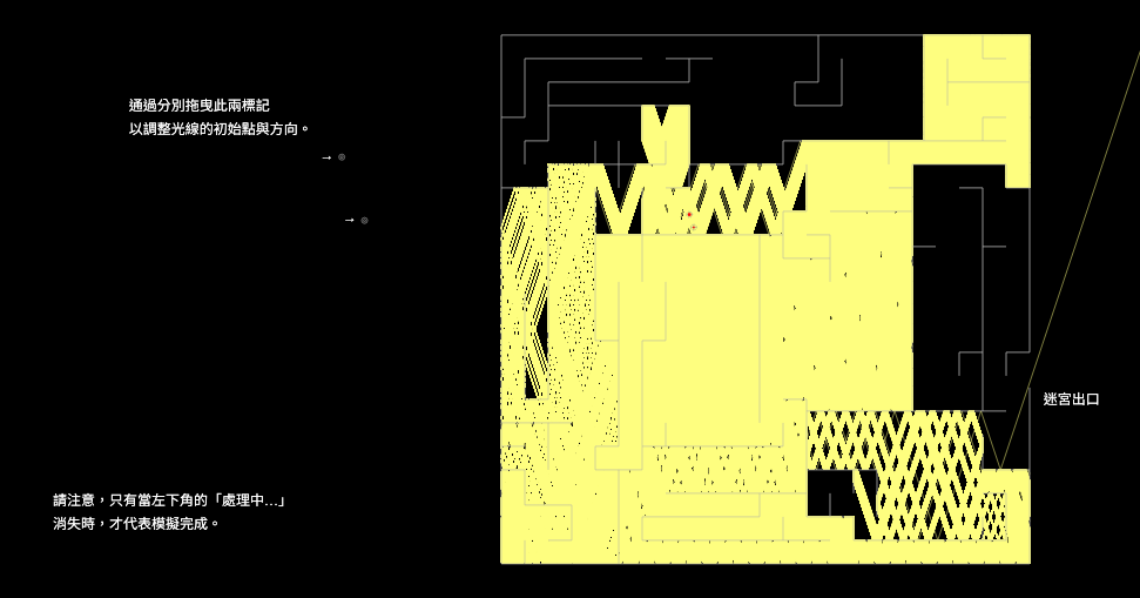 通過分別拖曳此兩標記
以調整光線的初始點與方向。
→
→
迷宮出口
請注意，只有當左下角的「處理中...」
消失時，才代表模擬完成。